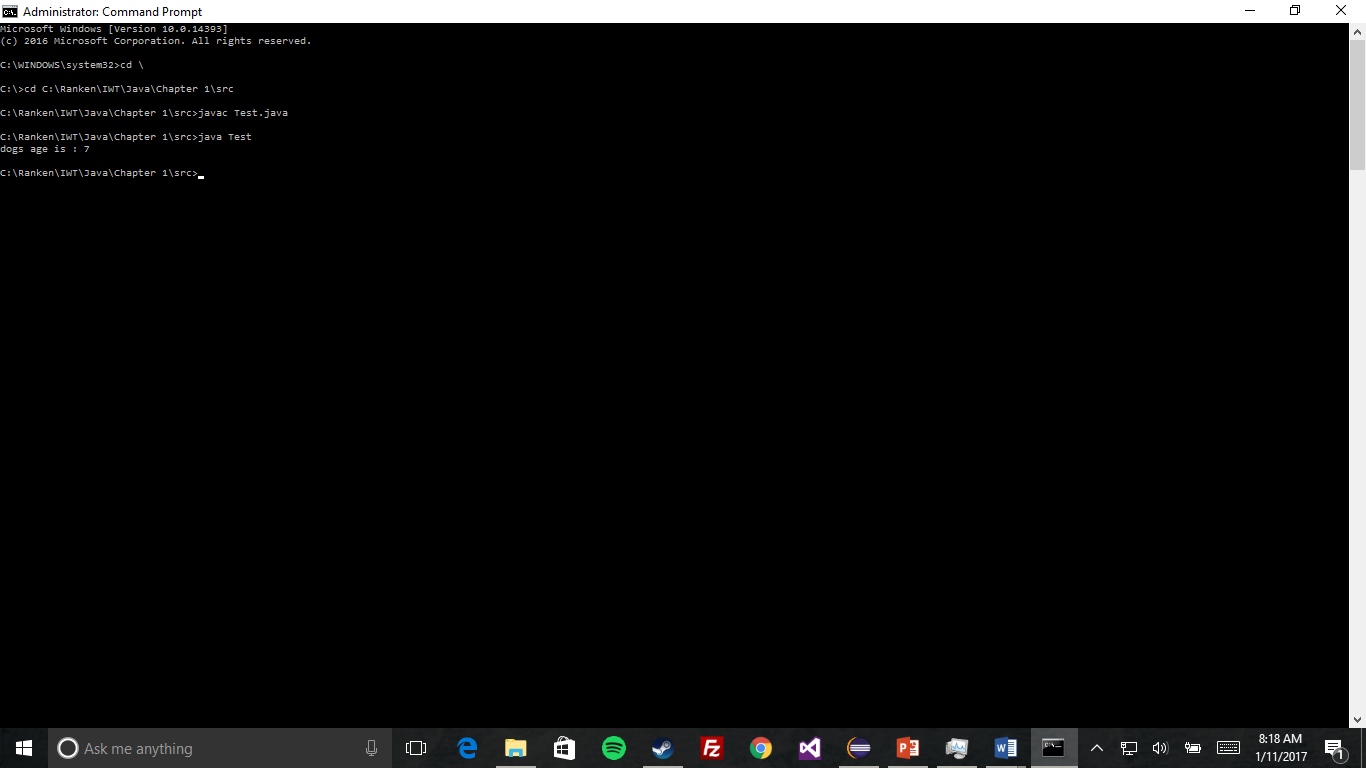 Administrator: Command Prompt
Microsoft Windows [Version 10.0.14393]
(c) 2016 Microsoft Corporation. All rights reserved.
C:\WINDOWS\system32>cd \
C:\>cd C:\Ranken\IWT\Java\Chapter 1\src
C:\Ranken\IWT\Java\Chapter 1\src>javac Test.java
C:\Ranken\IWT\Java\Chapter 1\src>java Test
dogs age is : 7
C:\Ranken\IWT\Java\Chapter 1\src>
Ask me anything
8:18 AM
1/11/2017
1